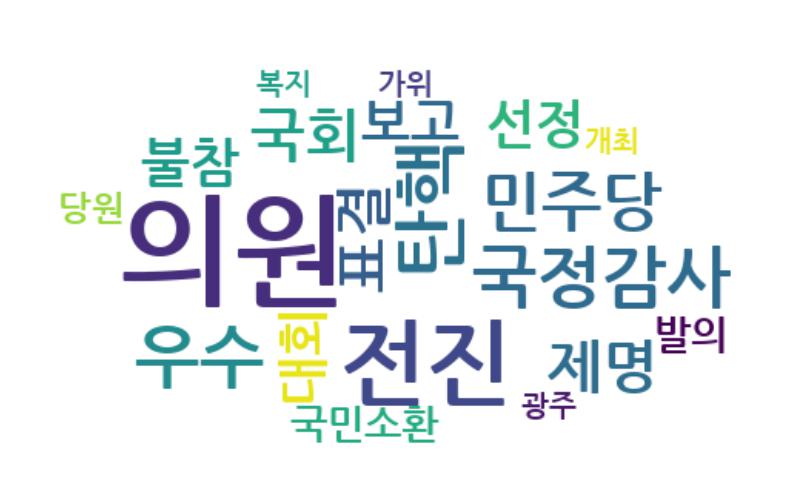 복지
가위
국회
보고
선정
개최
불참
탄핵
당원
의원
표결
민주당
국정감사
우수
대회
전진
제명
발의
광주
국민소환